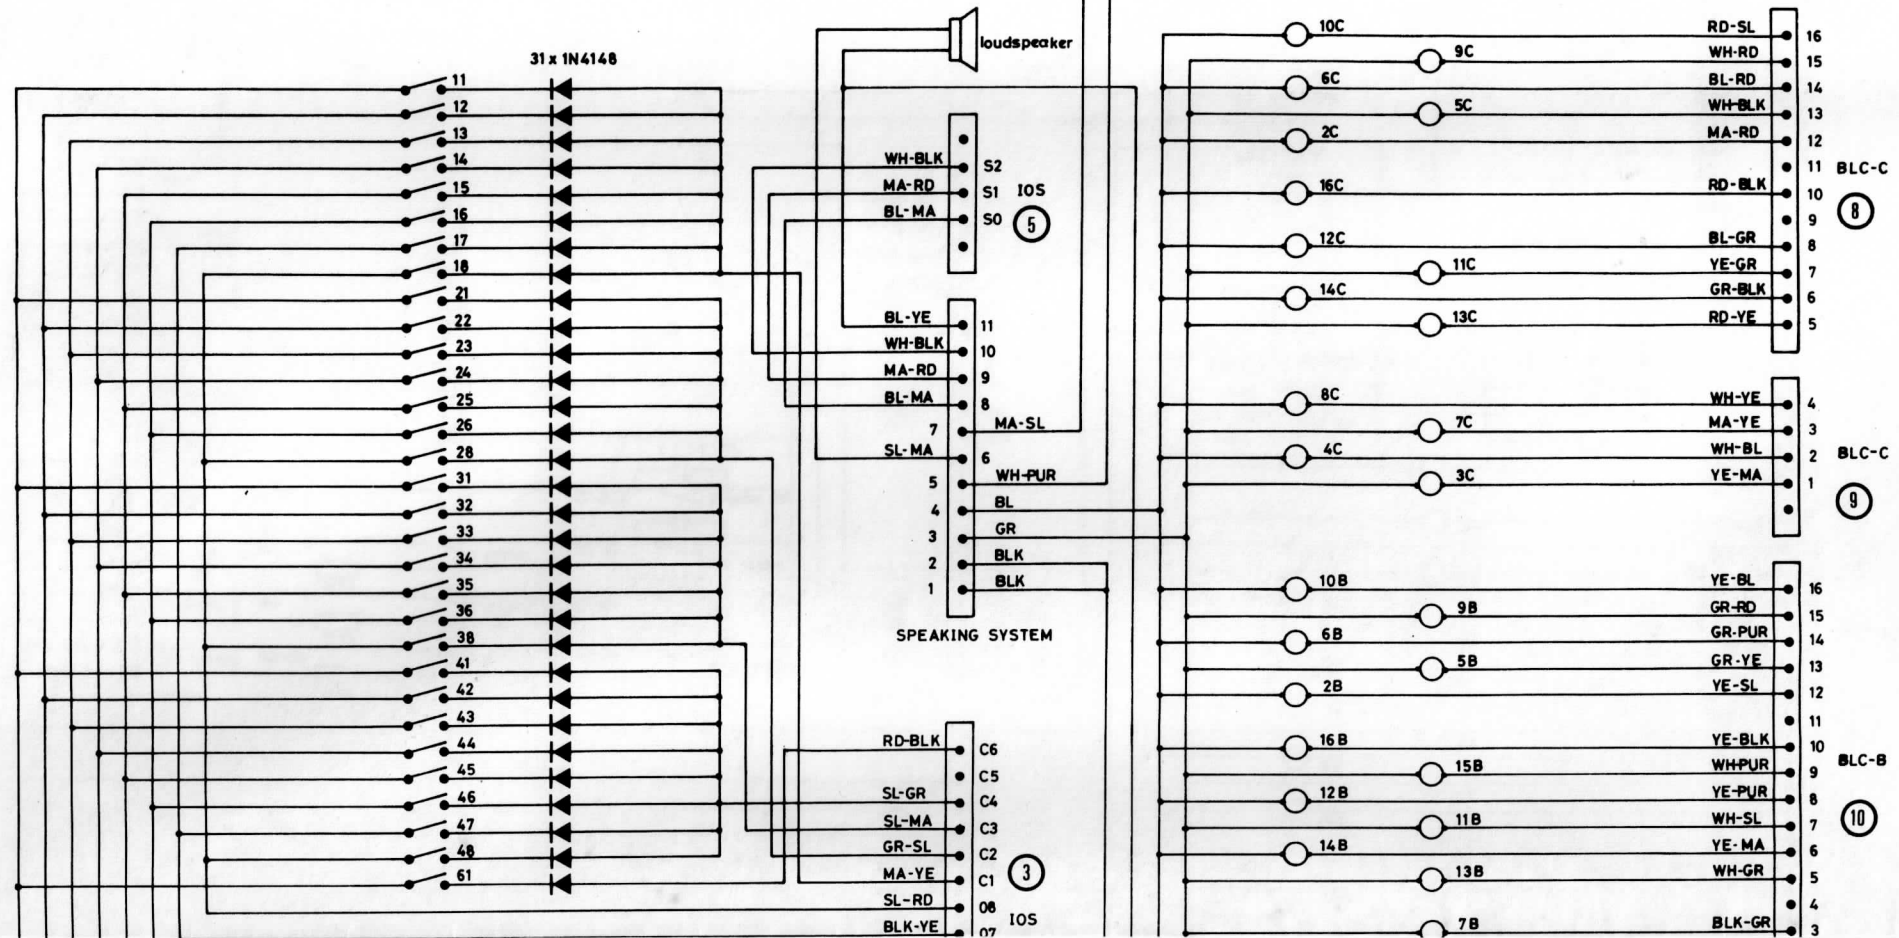 31 x 1N4148
11
12
13
14
15
16
17
18
21
22
23
24
25
26
28
31
32
33
34
35
36
38
41
42
43
44
45
46
47
48
61
loudspeaker
WH-BLK S2
MA-RD S1 IOS
BL-MA S0
5
BL-YE 11
WH-BLK 10
MA-RD 9
BL-MA 8
7 MA-SL
SL-MA 6
5 WH-PUR
4 BL
3 GR
2 BLK
1 BLK
SPEAKING SYSTEM
RD-BLK C6
C5
SL-GR C4
SL-MA C3
GR-SL C2
MA-YE C1
3
SL-RD 08
IOS
BLK-YE 07
10C RD-SL 16
9C WH-RD 15
6C BL-RD 14
5C WH-BLK 13
2C MA-RD 12
11 BLC-C
16C RD-BLK 10
8
9
12C BL-GR 8
11C YE-GR 7
14C GR-BLK 6
13C RD-YE 5
8C WH-YE 4
7C MA-YE 3
4C WH-BL 2 BLC-C
3C YE-MA 1
9
10B YE-BL 16
9B GR-RD 15
6B GR-PUR 14
5B GR-YE 13
2B YE-SL 12
11
16B YE-BLK 10 BLC-B
15B WH-PUR 9
12B YE-PUR 8
11B WH-SL 7
10
14B YE-MA 6
13B WH-GR 5
4
7B BLK-GR 3